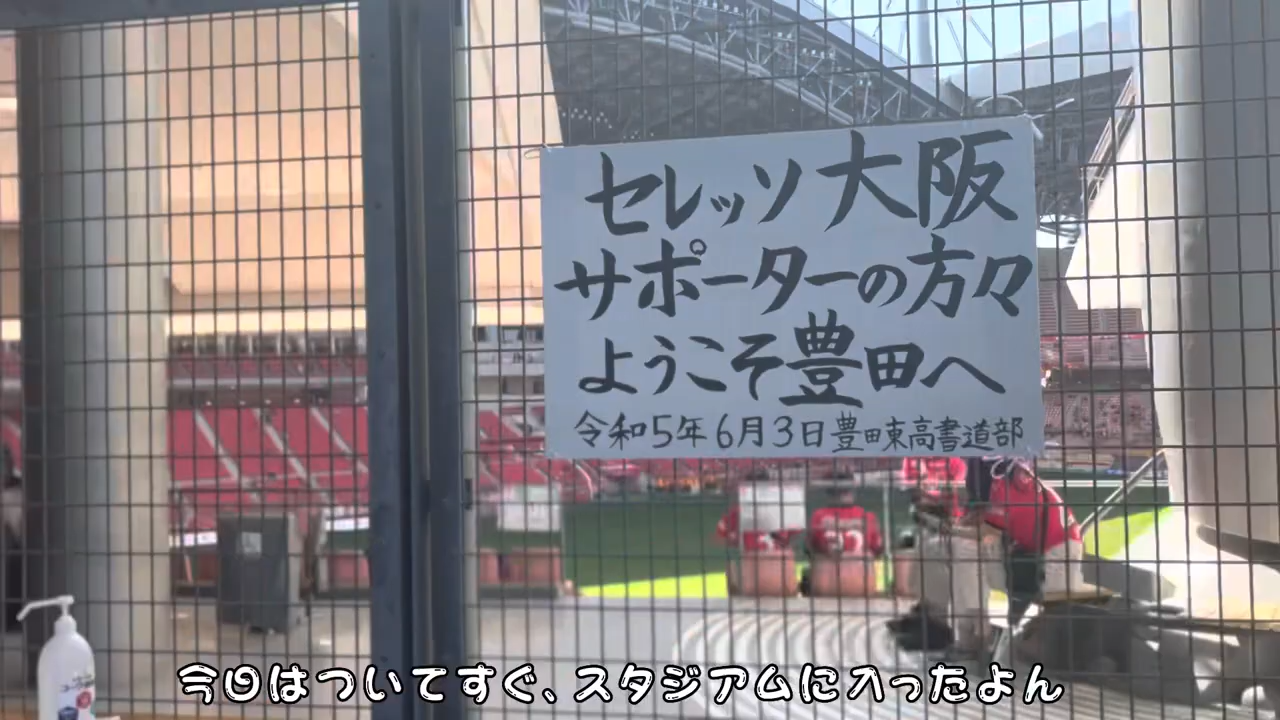 セレッソ大阪
サポーターの方々
ようこそ豊田へ
令和5年6月3日豊田東高書道部
今日はついてすぐ、スタジアムに入ったよん